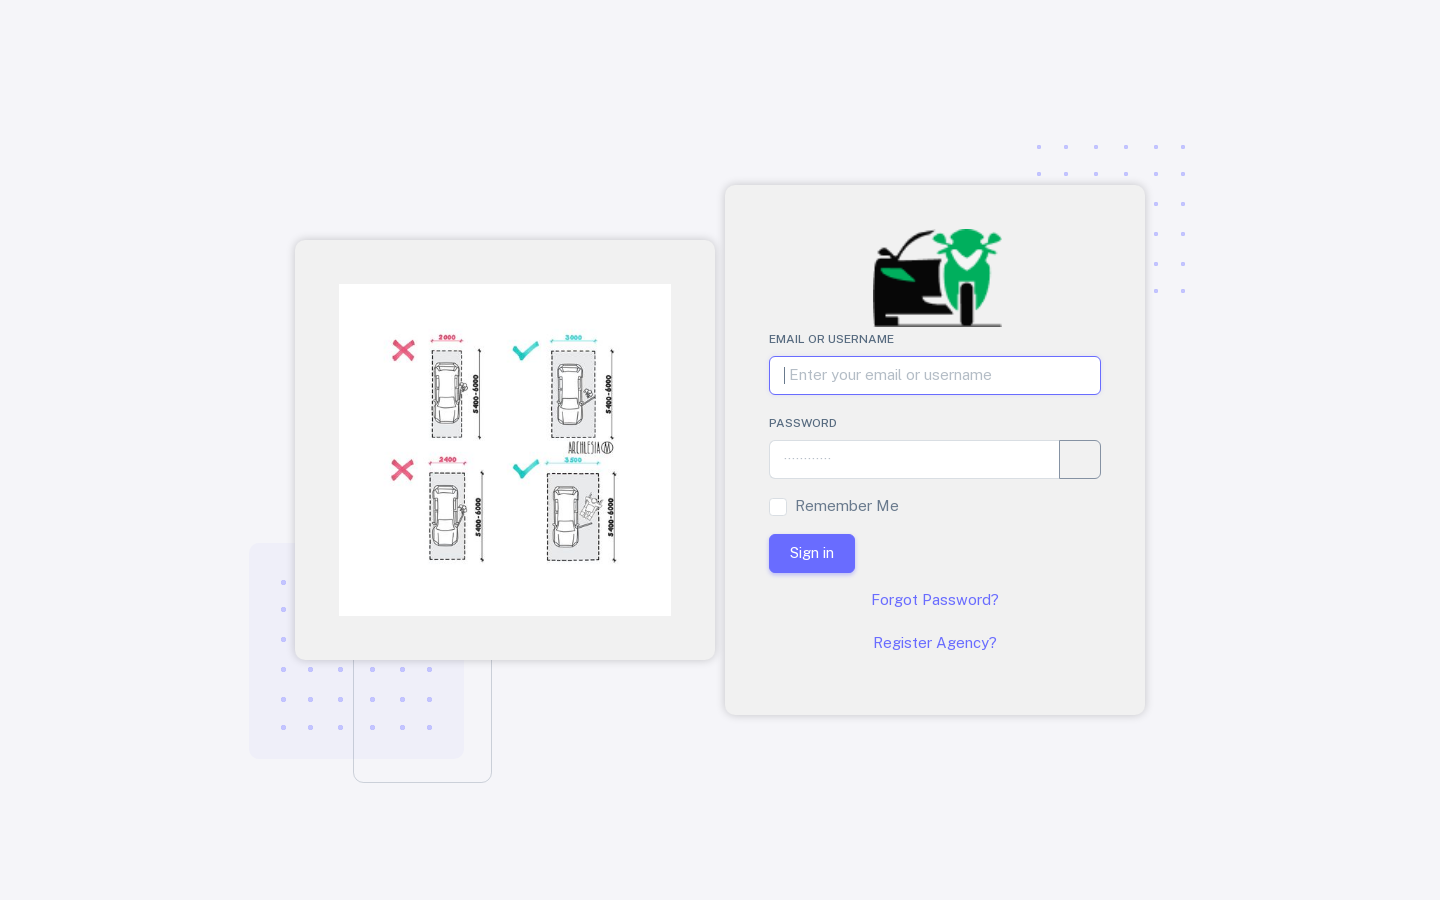 2000
3000
5400-6000
5400-6000
ARCHLESIA M
2400
3500
5400-6000
5400-6000
EMAIL OR USERNAME
Enter your email or username
PASSWORD
············
Remember Me
Sign in
Forgot Password?
Register Agency?